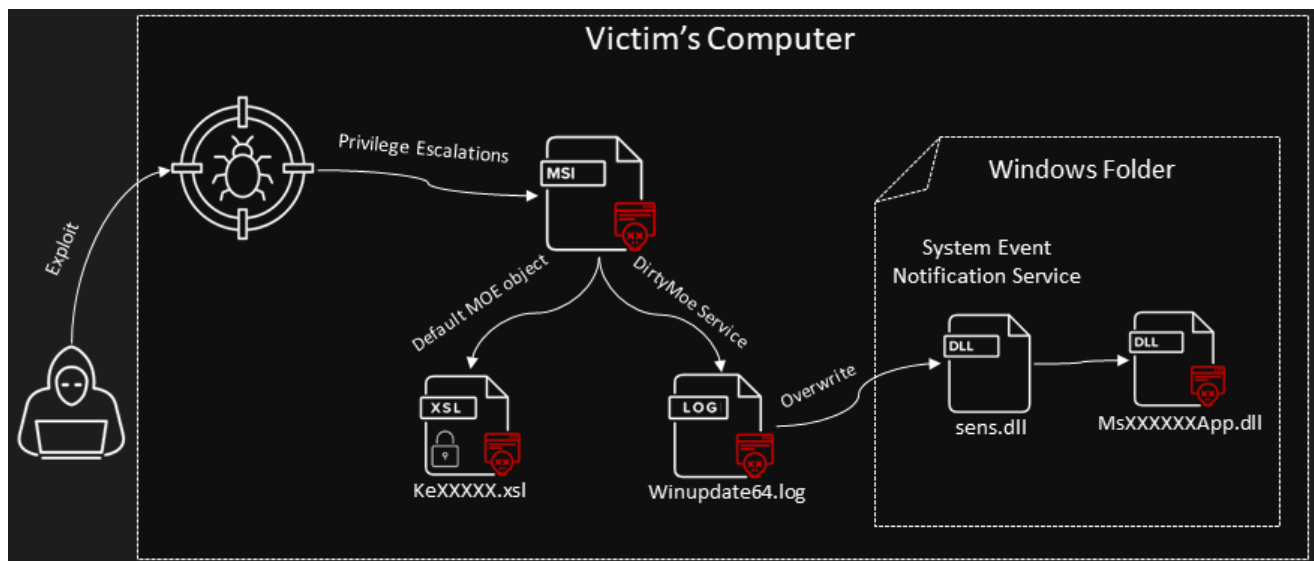 Victim's Computer
Exploit
Privilege Escalations
MSI
Default MOE object
DirtyMoe Service
XSL
KeXXXXX.xsl
LOG
Winupdate64.log
Overwrite
Windows Folder
System Event
Notification Service
DLL
sens.dll
DLL
MsXXXXXXApp.dll